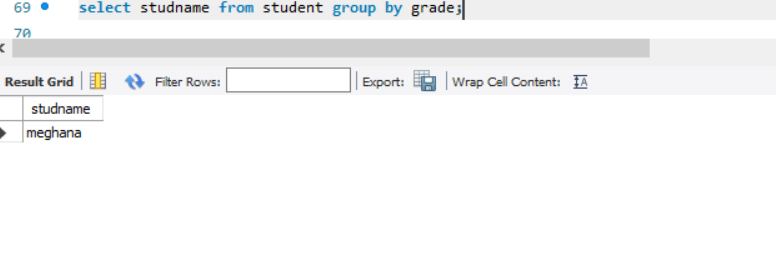 69 select studname from student group by grade;
70
Result Grid Filter Rows: Export: Wrap Cell Content: IA
studname
meghana